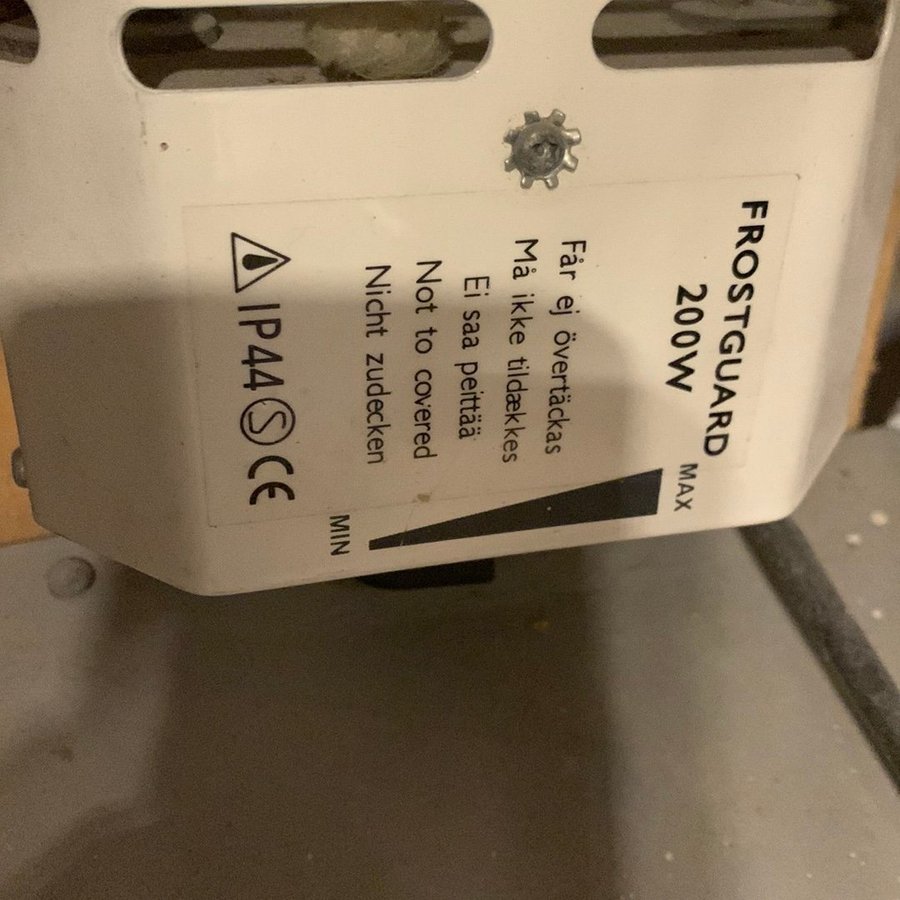 FROSTGUARD
200W
Får ej övertäckas
Må ikke tildækkes
Ei saa peittää
Not to covered
Nicht zudecken
IP44 S CE
MAX
MIN